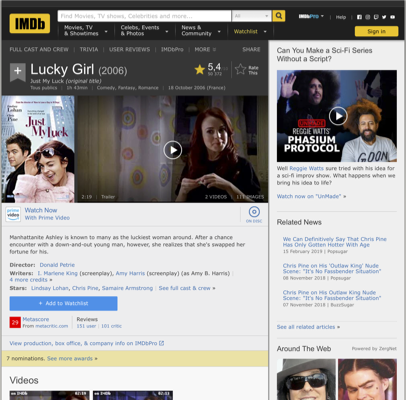 IMDb
Find Movies, TV shows, Celebrities and more...
All
IMDbPro
Help
Movies, TV & Showtimes
Celebs, Events & Photos
News & Community
Watchlist
Sign in
FULL CAST AND CREW | TRIVIA | USER REVIEWS | IMDbPro | MORE
SHARE
Lucky Girl (2006)
Just My Luck (original title)
Tous publics | 1h 43min | Comedy, Fantasy, Romance | 18 October 2006 (France)
5,4
Rate This
Just My Luck
2:19 | Trailer
3 VIDEOS | 111 IMAGES
prime video
Watch Now
With Prime Video
ON DISC
Manhattanite Ashley is known to many as the luckiest woman around. After a chance
encounter with a down-and-out young man, however, she realizes that she's swapped her
fortune for his.
Director: Donald Petrie
Writers: I. Marlene King (screenplay), Amy Harris (screenplay) (as Amy B. Harris) |
4 more credits »
Stars: Lindsay Lohan, Chris Pine, Samaire Armstrong | See full cast & crew »
+ Add to Watchlist
29
Metascore
From metacritic.com
Reviews
151 user | 101 critic
View production, box office, & company info on IMDbPro
7 nominations. See more awards »
Videos
Can You Make a Sci-Fi Series
Without a Script?
REGGIE WATTS'
PHASIUM
PROTOCOL
Well Reggie Watts sure tried with his idea for
a sci-fi improv show. What happens when we
bring his idea to life?
Watch now on "UnMade" »
Related News
We Can Definitively Say That Chris Pine
Has Only Gotten Hotter With Age
15 February 2019 | Popsugar
Chris Pine on His 'Outlaw King' Nude
Scene: "It's No Fassbender Situation"
08 November 2018 | Popsugar
Chris Pine on His Outlaw King Nude
Scene: "It's No Fassbender Situation"
07 November 2018 | BuzzSugar
See all related articles »
Around The Web
| Powered by ZergNet